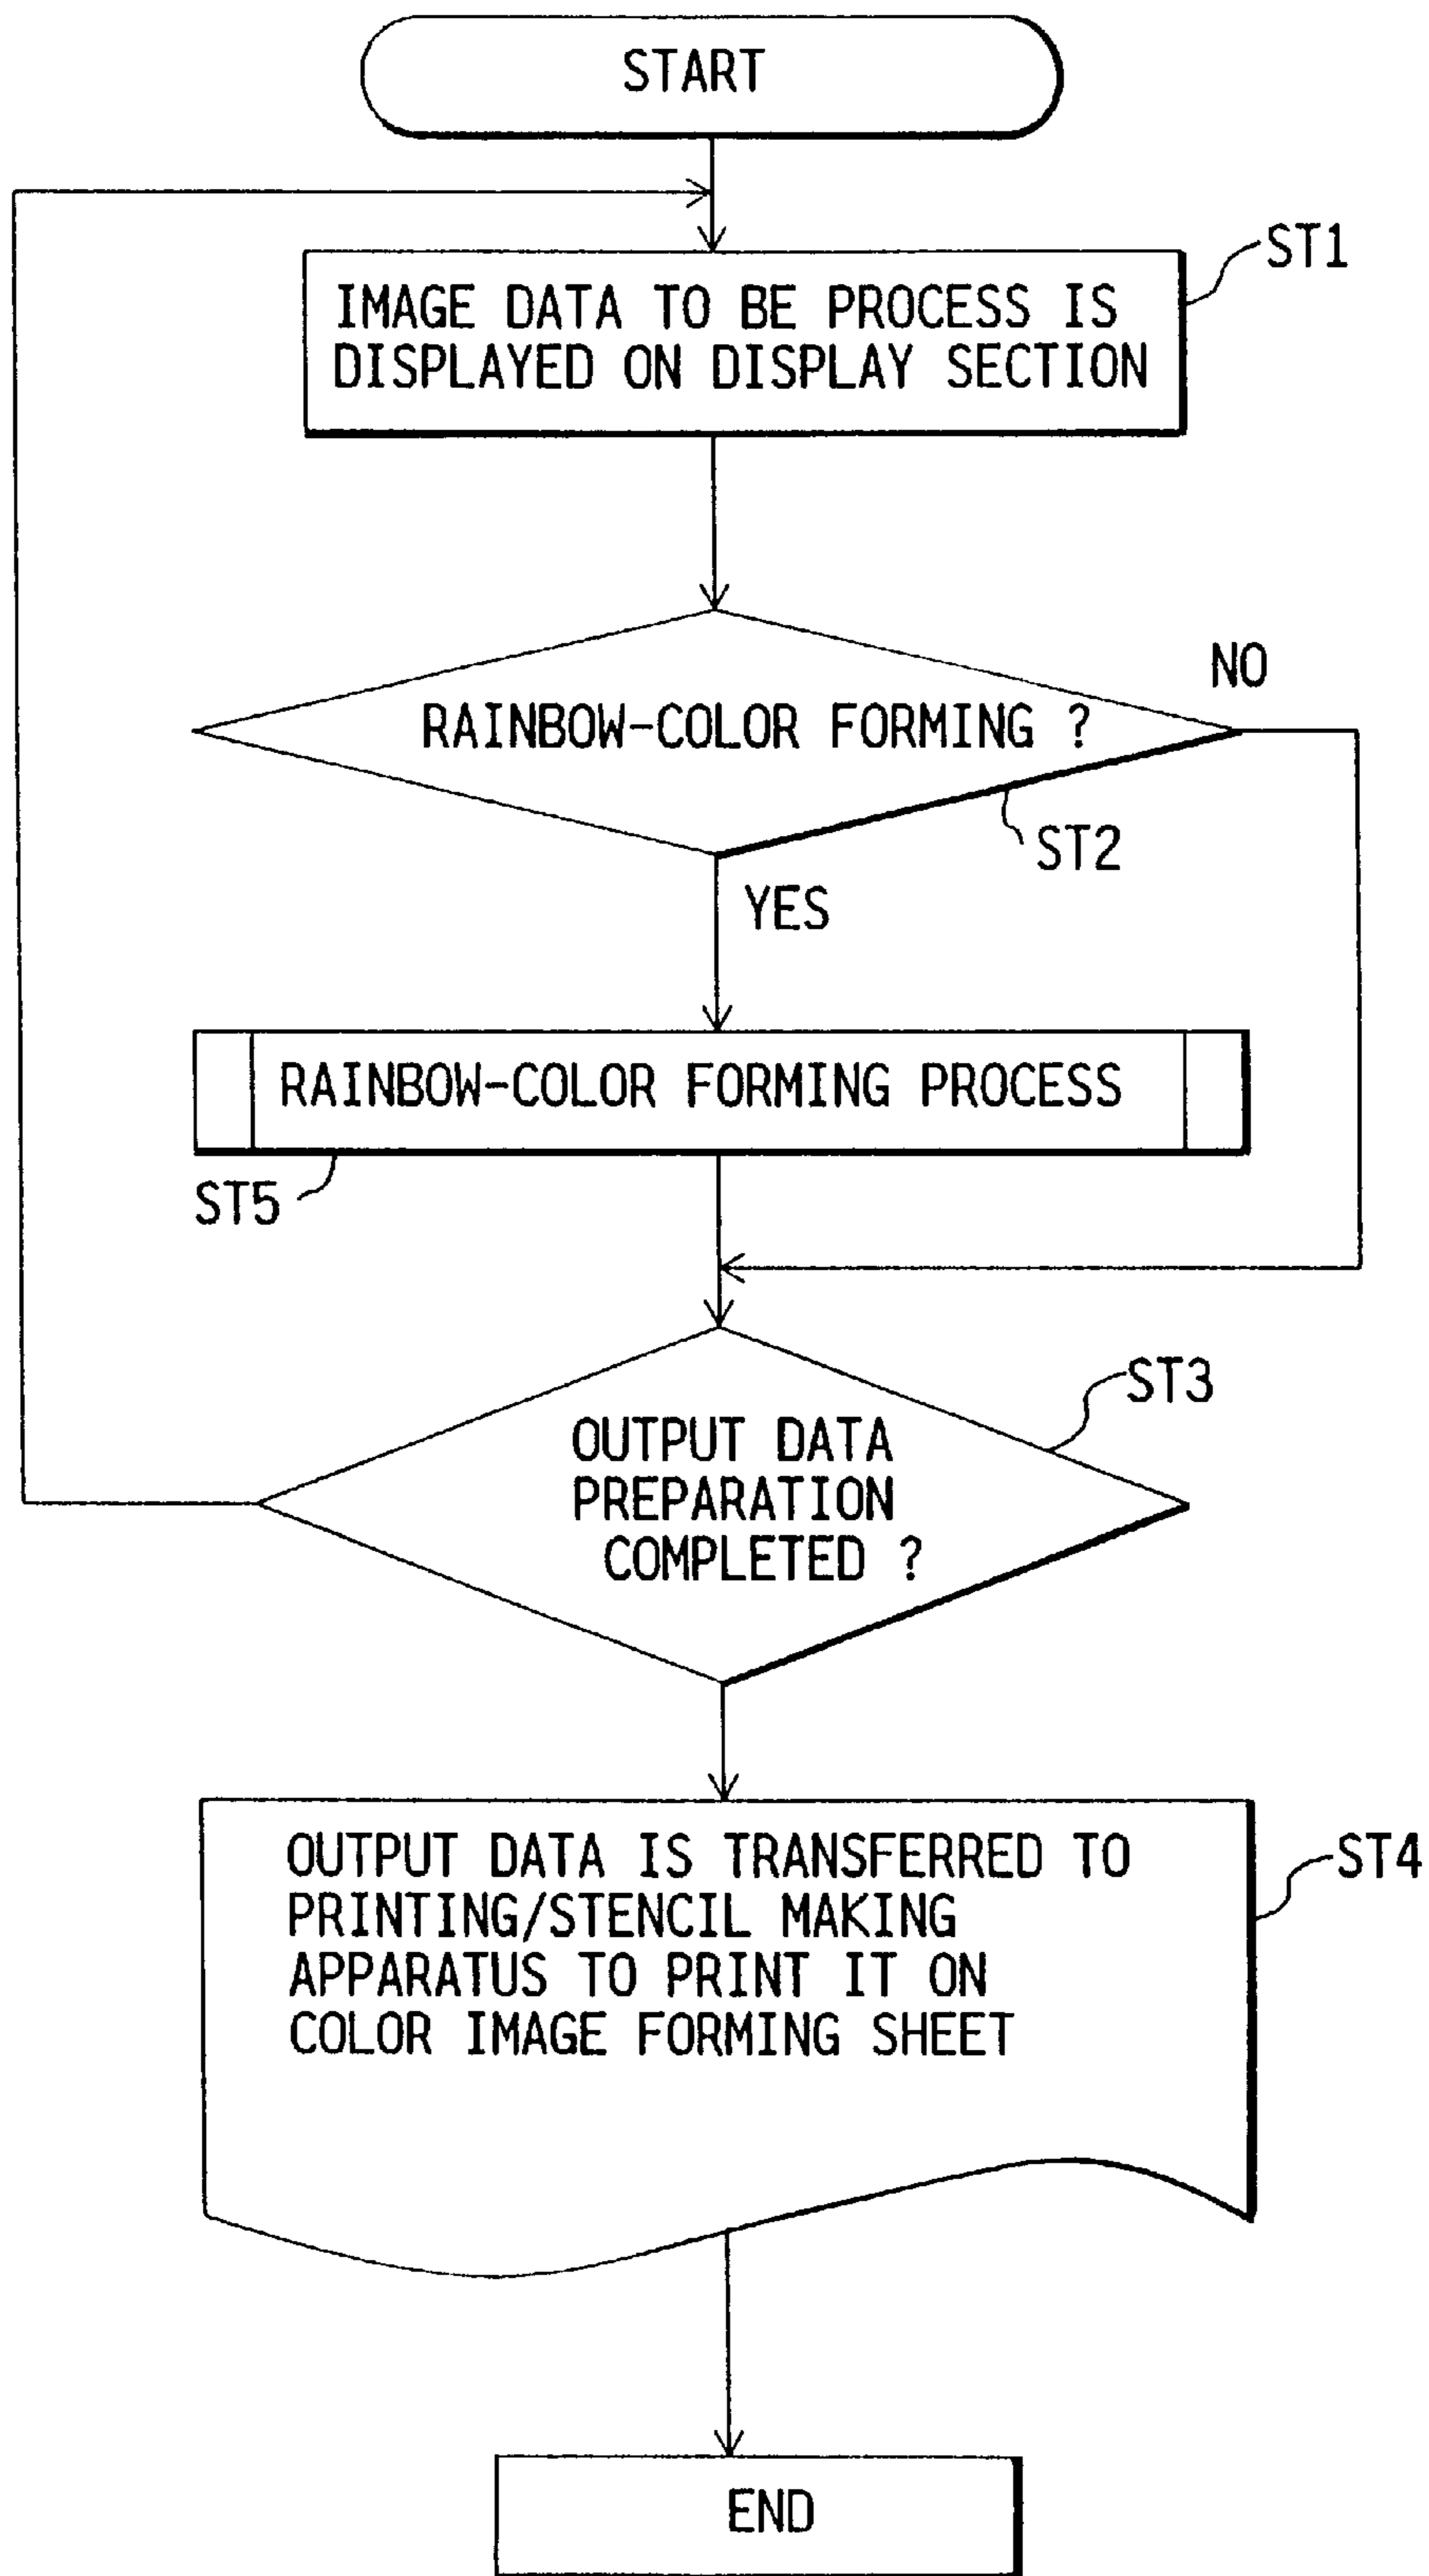 START
ST1
IMAGE DATA TO BE PROCESS IS
DISPLAYED ON DISPLAY SECTION
NO
RAINBOW-COLOR FORMING ?
ST2
YES
RAINBOW-COLOR FORMING PROCESS
ST5
ST3
OUTPUT DATA
PREPARATION
COMPLETED ?
OUTPUT DATA IS TRANSFERRED TO
PRINTING/STENCIL MAKING
APPARATUS TO PRINT IT ON
COLOR IMAGE FORMING SHEET
ST4
END